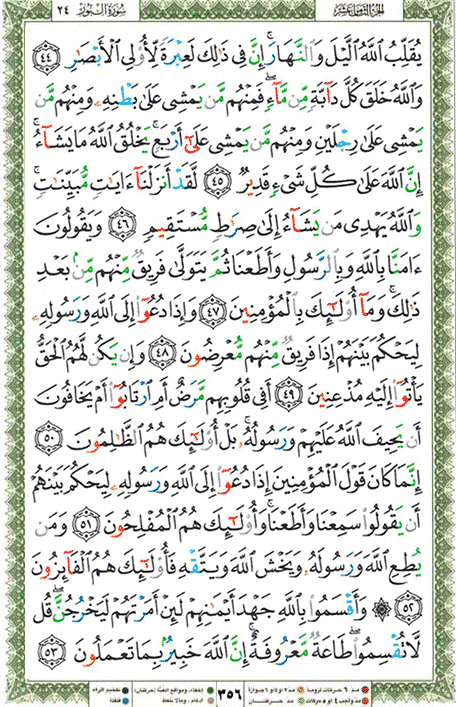 الجزء الثامن عشر
سورة النور ٢٤
يُقَلِّبُ ٱللَّهُ ٱلَّيْلَ وَٱلنَّهَارَ ۚ إِنَّ فِى ذَٰلِكَ لَعِبْرَةً لِّأُو۟لِى ٱلْأَبْصَٰرِ ٤٤
وَٱللَّهُ خَلَقَ كُلَّ دَآبَّةٍ مِّن مَّآءٍ ۖ فَمِنْهُم مَّن يَمْشِى عَلَىٰ بَطْنِهِۦ وَمِنْهُم مَّن
يَمْشِى عَلَىٰ رِجْلَيْنِ وَمِنْهُم مَّن يَمْشِى عَلَىٰٓ أَرْبَعٍ ۚ يَخْلُقُ ٱللَّهُ مَا يَشَآءُ ۚ
إِنَّ ٱللَّهَ عَلَىٰ كُلِّ شَىْءٍ قَدِيرٌ ٤٥ لَّقَدْ أَنزَلْنَآ ءَايَٰتٍ مُّبَيِّنَٰتٍ ۚ
وَٱللَّهُ يَهْدِى مَن يَشَآءُ إِلَىٰ صِرَٰطٍ مُّسْتَقِيمٍ ٤٦ وَيَقُولُونَ
ءَامَنَّا بِٱللَّهِ وَبِٱلرَّسُولِ وَأَطَعْنَا ثُمَّ يَتَوَلَّىٰ فَرِيقٌ مِّنْهُم مِّنۢ بَعْدِ
ذَٰلِكَ ۚ وَمَآ أُو۟لَٰٓئِكَ بِٱلْمُؤْمِنِينَ ٤٧ وَإِذَا دُعُوٓا۟ إِلَى ٱللَّهِ وَرَسُولِهِۦ
لِيَحْكُمَ بَيْنَهُمْ إِذَا فَرِيقٌ مِّنْهُم مُّعْرِضُونَ ٤٨ وَإِن يَكُن لَّهُمُ ٱلْحَقُّ
يَأْتُوٓا۟ إِلَيْهِ مُذْعِنِينَ ٤٩ أَفِى قُلُوبِهِم مَّرَضٌ أَمِ ٱرْتَابُوٓا۟ أَمْ يَخَافُونَ
أَن يَحِيفَ ٱللَّهُ عَلَيْهِمْ وَرَسُولُهُۥ ۚ بَلْ أُو۟لَٰٓئِكَ هُمُ ٱلظَّٰلِمُونَ ٥٠
إِنَّمَا كَانَ قَوْلَ ٱلْمُؤْمِنِينَ إِذَا دُعُوٓا۟ إِلَى ٱللَّهِ وَرَسُولِهِۦ لِيَحْكُمَ بَيْنَهُمْ
أَن يَقُولُوا۟ سَمِعْنَا وَأَطَعْنَا ۚ وَأُو۟لَٰٓئِكَ هُمُ ٱلْمُفْلِحُونَ ٥١ وَمَن
يُطِعِ ٱللَّهَ وَرَسُولَهُۥ وَيَخْشَ ٱللَّهَ وَيَتَّقْهِ فَأُو۟لَٰٓئِكَ هُمُ ٱلْفَآئِزُونَ
٥٢ ۞ وَأَقْسَمُوا۟ بِٱللَّهِ جَهْدَ أَيْمَٰنِهِمْ لَئِنْ أَمَرْتَهُمْ لَيَخْرُجُنَّ ۖ قُل
لَّا تُقْسِمُوا۟ ۖ طَاعَةٌ مَّعْرُوفَةٌ ۚ إِنَّ ٱللَّهَ خَبِيرٌۢ بِمَا تَعْمَلُونَ ٥٣
٣٥٦